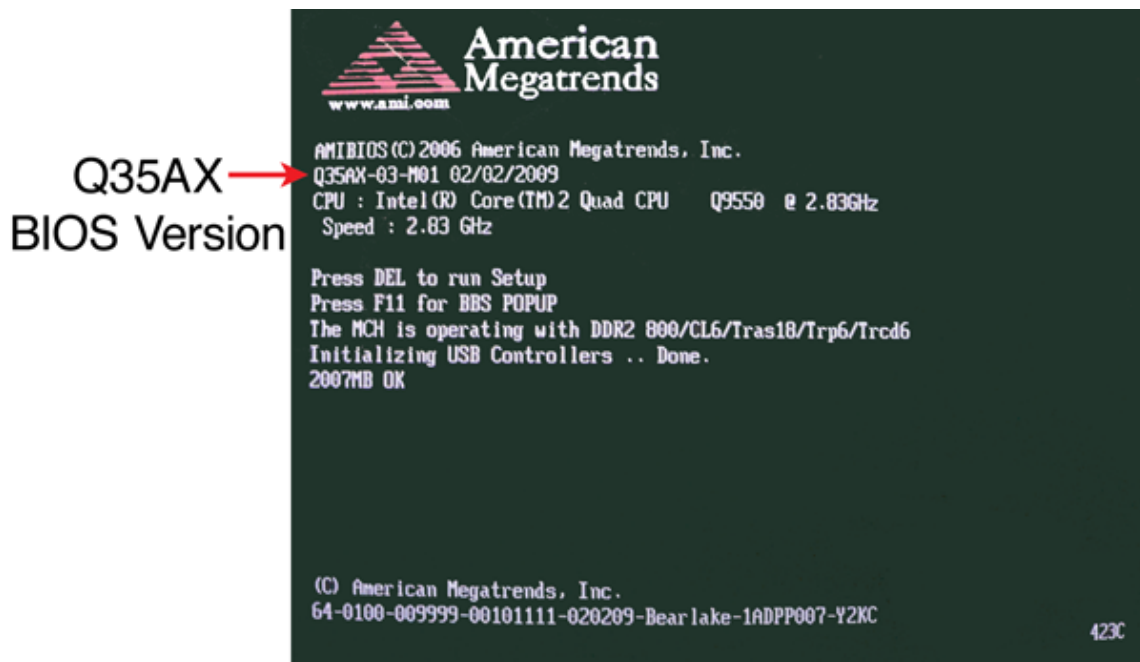 American
Megatrends
www.ami.com
AMIBIOS(C)2006 American Megatrends, Inc.
Q35AX-03-M01 02/02/2009
CPU : Intel(R) Core(TM)2 Quad CPU Q9550 @ 2.83GHz
Speed : 2.83 GHz
Q35AX
BIOS Version
Press DEL to run Setup
Press F11 for BBS POPUP
The MCH is operating with DDR2 800/CL6/Tras18/Trp6/Trcd6
Initializing USB Controllers .. Done.
2007MB OK
(C) American Megatrends, Inc.
64-0100-009999-00101111-020209-Bearlake-1ADPP007-Y2KC
423C